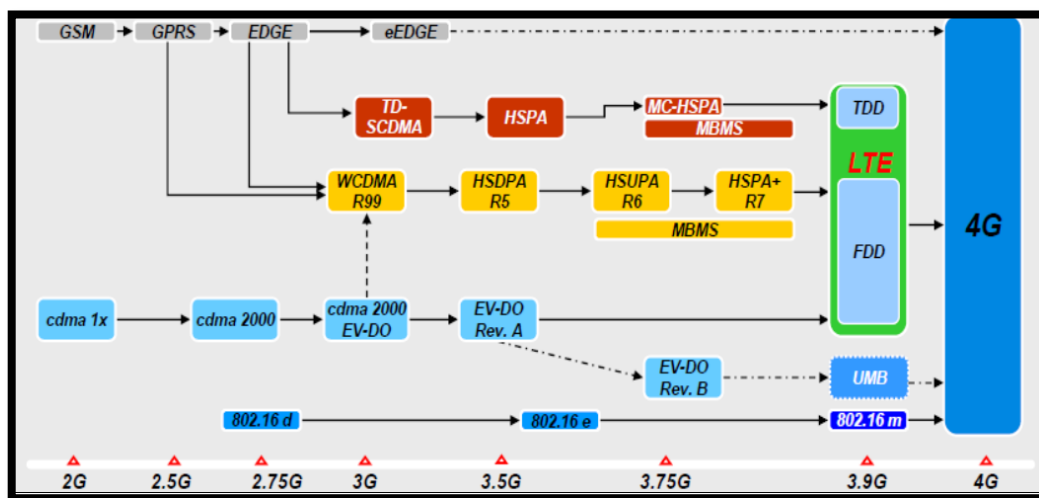 GSM
GPRS
EDGE
eEDGE
TD-
SCDMA
HSPA
MC-HSPA
MBMS
TDD
LTE
WCDMA
R99
HSDPA
R5
HSUPA
R6
HSPA+
R7
MBMS
FDD
4G
cdma 1x
cdma 2000
cdma 2000
EV-DO
EV-DO
Rev. A
EV-DO
Rev. B
UMB
802.16 d
802.16 e
802.16 m
2G
2.5G
2.75G
3G
3.5G
3.75G
3.9G
4G